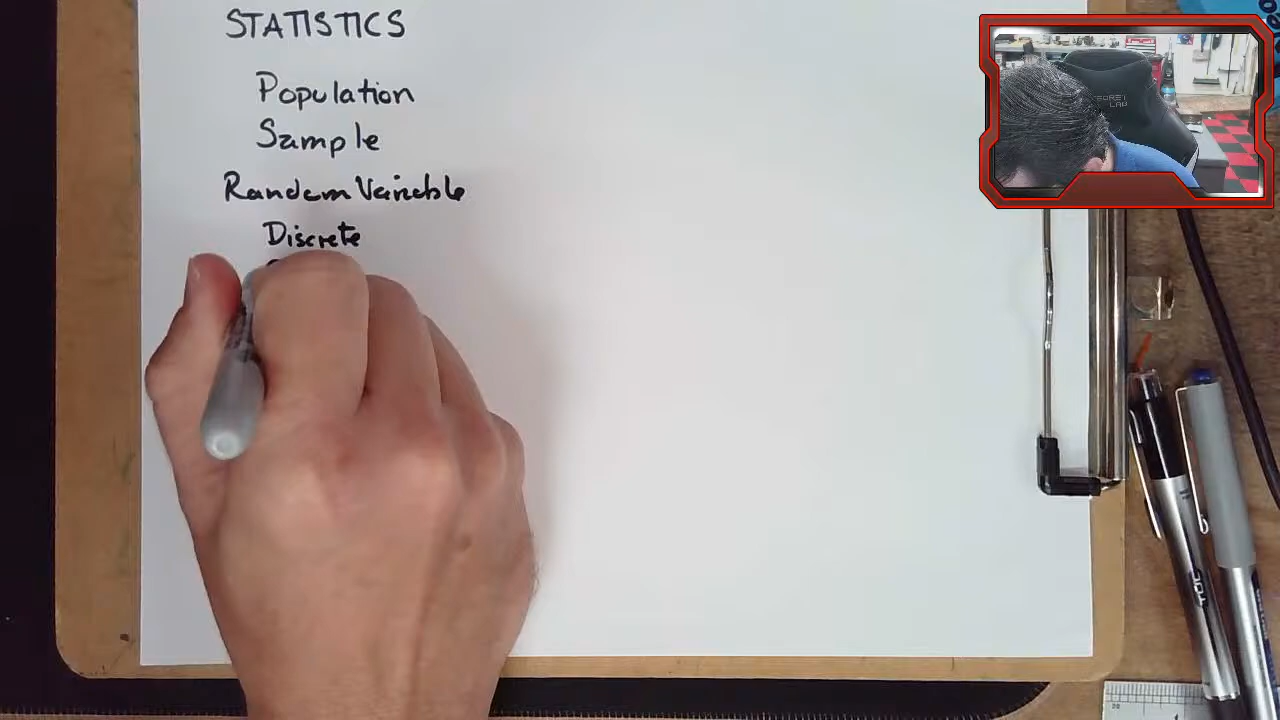 STATISTICS
Population
Sample
Random Variable
Discrete